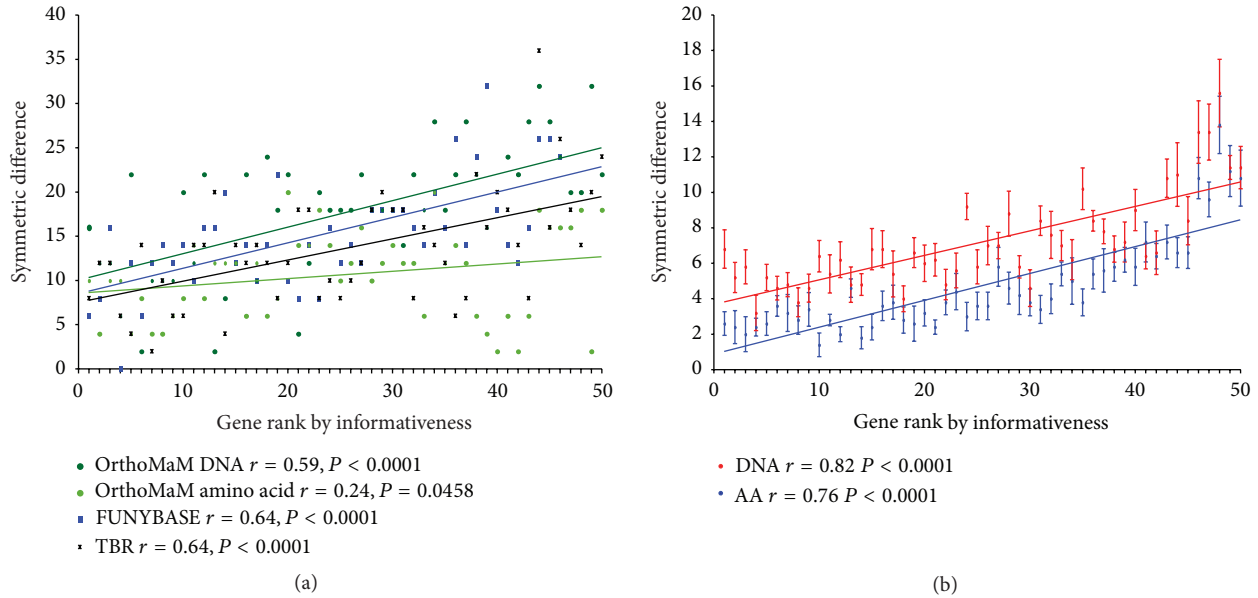 40
35
30
25
20
15
10
5
0
Symmetric difference
0 10 20 30 40 50
Gene rank by informativeness
OrthoMaM DNA r = 0.59, P < 0.0001
OrthoMaM amino acid r = 0.24, P = 0.0458
FUNYBASE r = 0.64, P < 0.0001
TBR r = 0.64, P < 0.0001
(a)
20
18
16
14
12
10
8
6
4
2
0
Symmetric difference
0 10 20 30 40 50
Gene rank by informativeness
DNA r = 0.82 P < 0.0001
AA r = 0.76 P < 0.0001
(b)